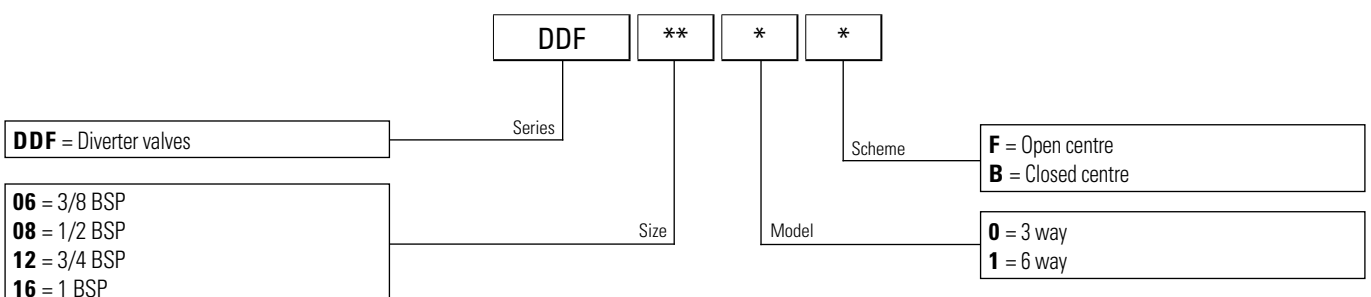 DDF ** * *
Series
DDF = Diverter valves
Scheme
F = Open centre
B = Closed centre
06 = 3/8 BSP
08 = 1/2 BSP
12 = 3/4 BSP
16 = 1 BSP
Size
Model
0 = 3 way
1 = 6 way